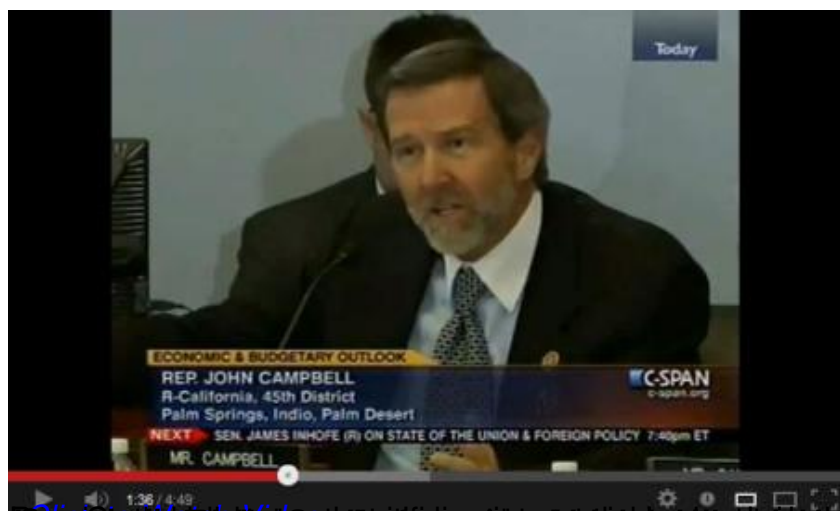 Today
ECONOMIC & BUDGETARY OUTLOOK
REP. JOHN CAMPBELL
R-California, 45th District
Palm Springs, Indio, Palm Desert
C-SPAN
c-span.org
NEXT SEN. JAMES INHOFE (R) ON STATE OF THE UNION & FOREIGN POLICY 7:40pm ET
MR. CAMPBELL
1:36 / 4:49